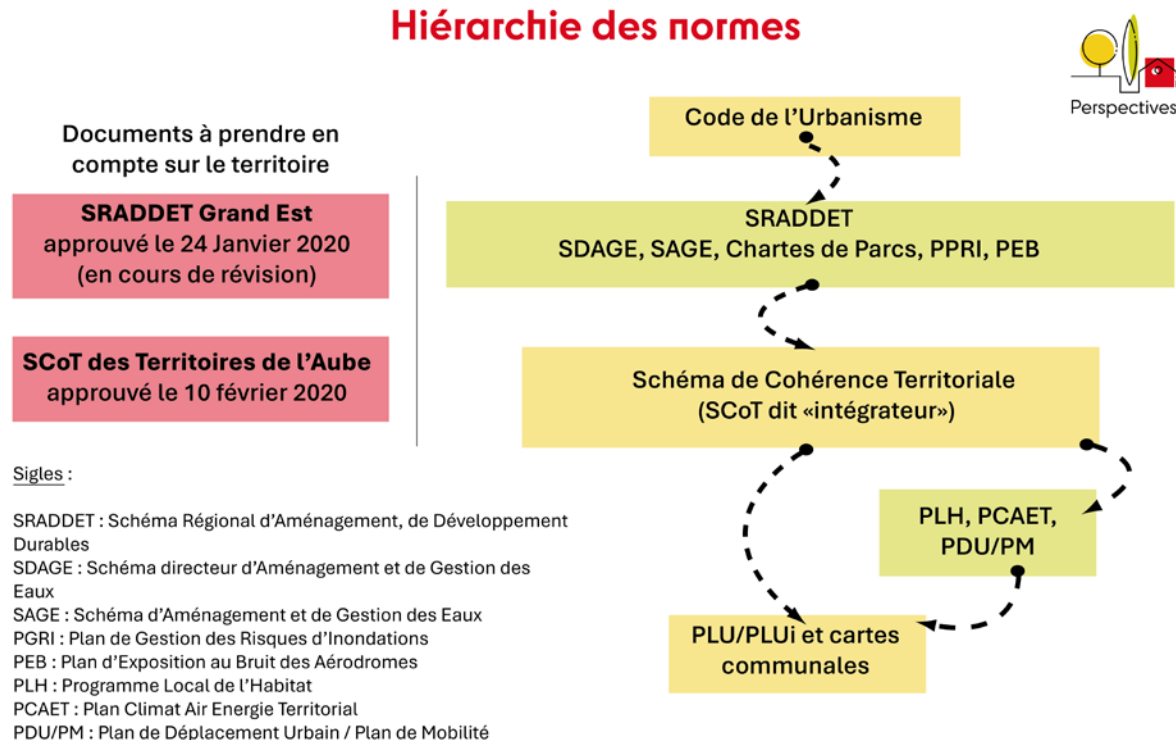 Hiérarchie des normes
Perspectives
Documents à prendre en
compte sur le territoire
SRADDET Grand Est
approuvé le 24 Janvier 2020
(en cours de révision)
SCoT des Territoires de l'Aube
approuvé le 10 février 2020
Code de l'Urbanisme
SRADDET
SDAGE, SAGE, Chartes de Parcs, PPRI, PEB
Schéma de Cohérence Territoriale
(SCoT dit «intégrateur»)
PLH, PCAET,
PDU/PM
PLU/PLUi et cartes
communales
Sigles :
SRADDET : Schéma Régional d'Aménagement, de Développement
Durables
SDAGE : Schéma directeur d'Aménagement et de Gestion des
Eaux
SAGE : Schéma d'Aménagement et de Gestion des Eaux
PGRI : Plan de Gestion des Risques d'Inondations
PEB : Plan d'Exposition au Bruit des Aérodromes
PLH : Programme Local de l'Habitat
PCAET : Plan Climat Air Energie Territorial
PDU/PM : Plan de Déplacement Urbain / Plan de Mobilité